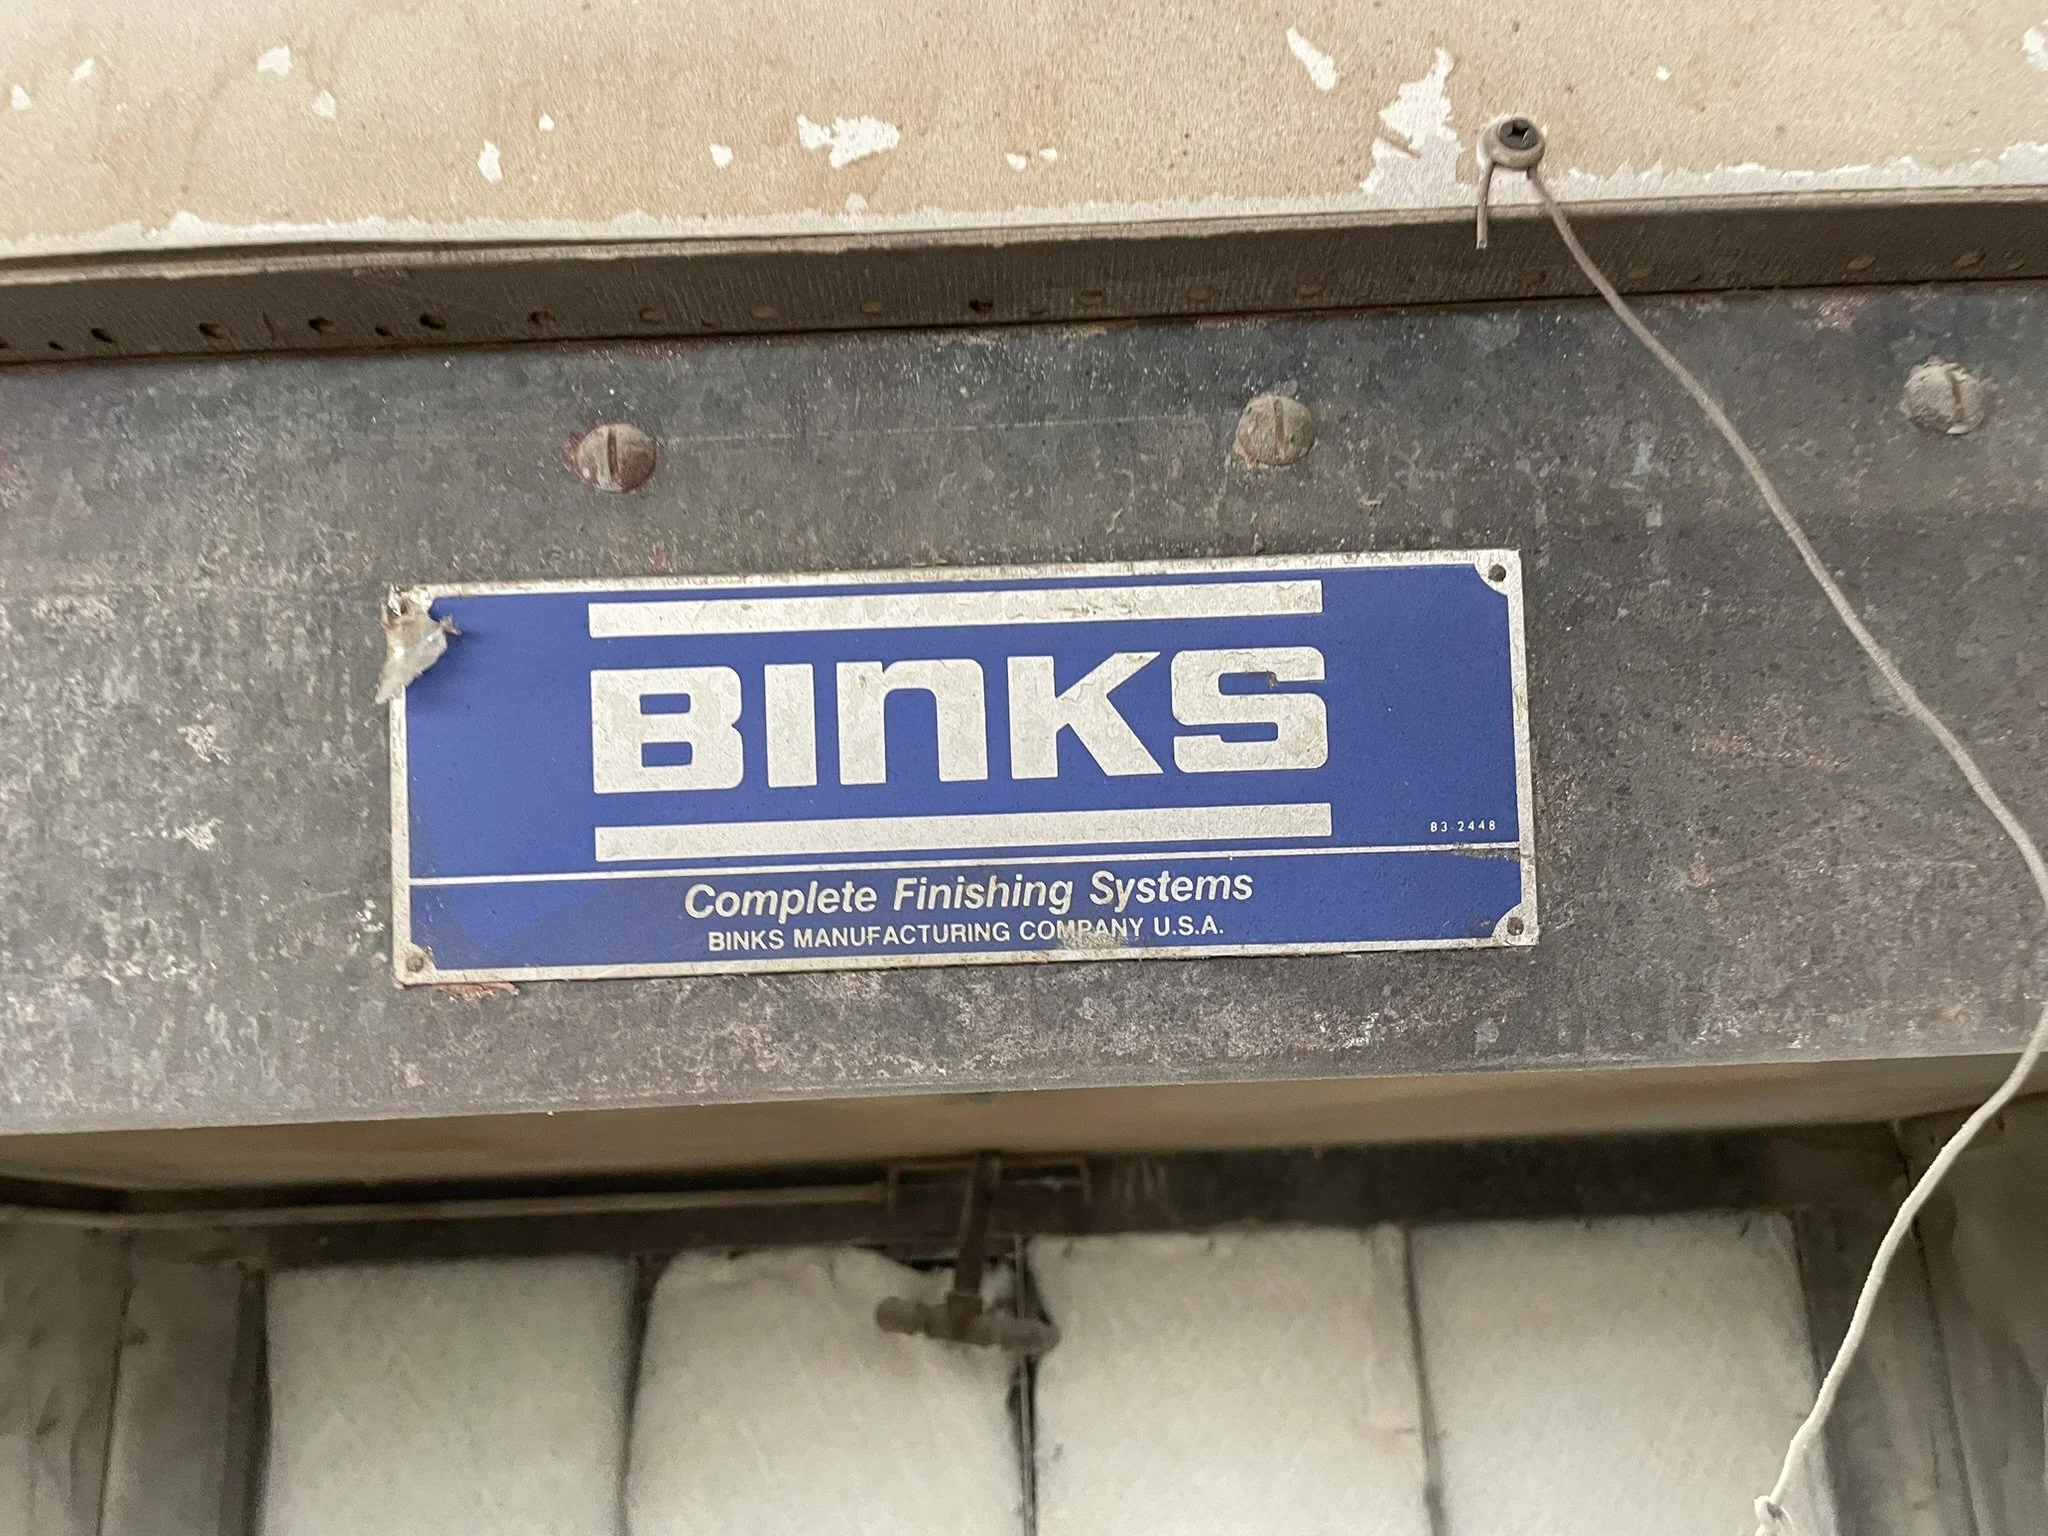 BINKS
83-2448
Complete Finishing Systems
BINKS MANUFACTURING COMPANY U.S.A.